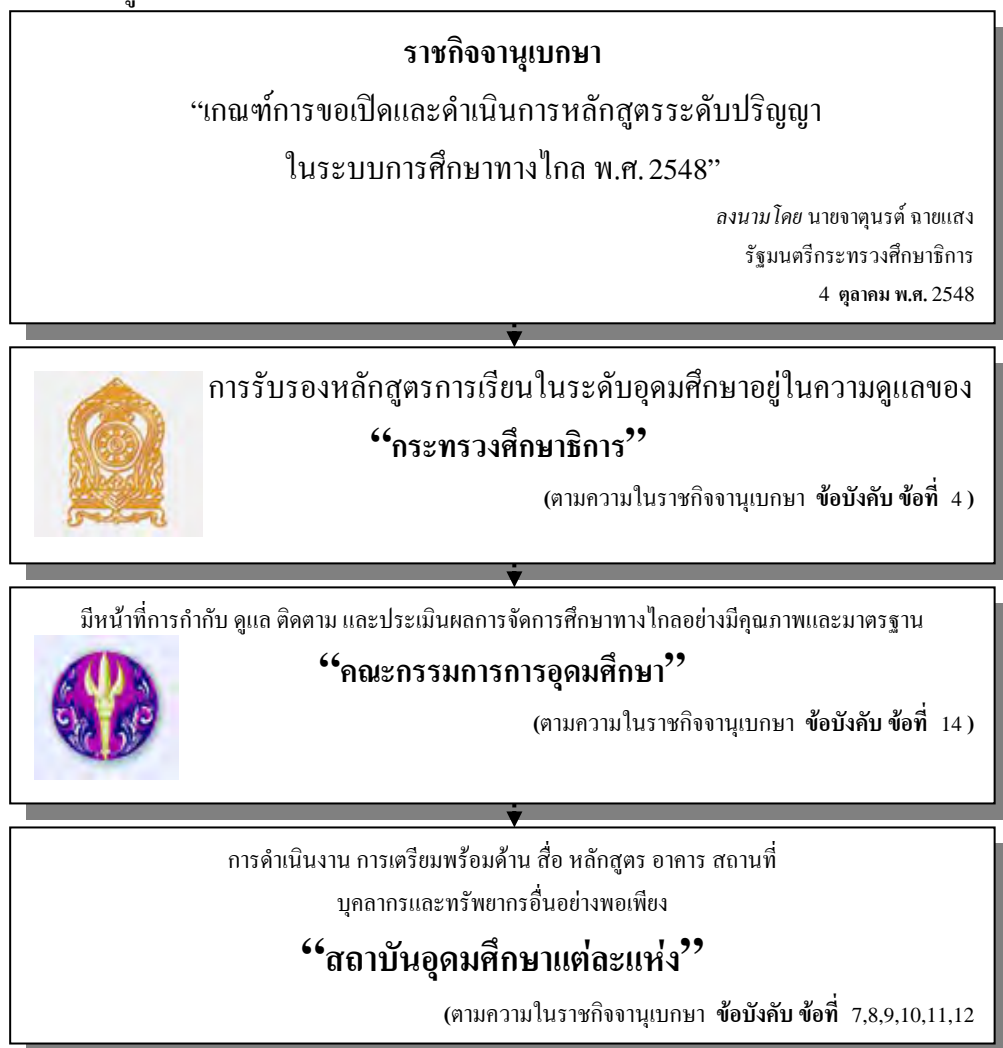 ราชกิจจานุเบกษา
“เกณฑ์การขอเปิดและดำเนินการหลักสูตรระดับปริญญา
ในระบบการศึกษาทางไกล พ.ศ. 2548”
ลงนามโดย นายจาตุนรต์ ฉายแสง
รัฐมนตรีกระทรวงศึกษาธิการ
4 ตุลาคม พ.ศ. 2548
การรับรองหลักสูตรการเรียนในระดับอุดมศึกษาอยู่ในความดูแลของ
“กระทรวงศึกษาธิการ”
(ตามความในราชกิจจานุเบกษา ข้อบังคับ ข้อที่ 4 )
มีหน้าที่การกำกับ ดูแล ติดตาม และประเมินผลการจัดการศึกษาทางไกลอย่างมีคุณภาพและมาตรฐาน
“คณะกรรมการการอุดมศึกษา”
(ตามความในราชกิจจานุเบกษา ข้อบังคับ ข้อที่ 14 )
การดำเนินงาน การเตรียมพร้อมด้าน สื่อ หลักสูตร อาคาร สถานที่
บุคลากรและทรัพยากรอื่นอย่างพอเพียง
“สถาบันอุดมศึกษาแต่ละแห่ง”
(ตามความในราชกิจจานุเบกษา ข้อบังคับ ข้อที่ 7,8,9,10,11,12